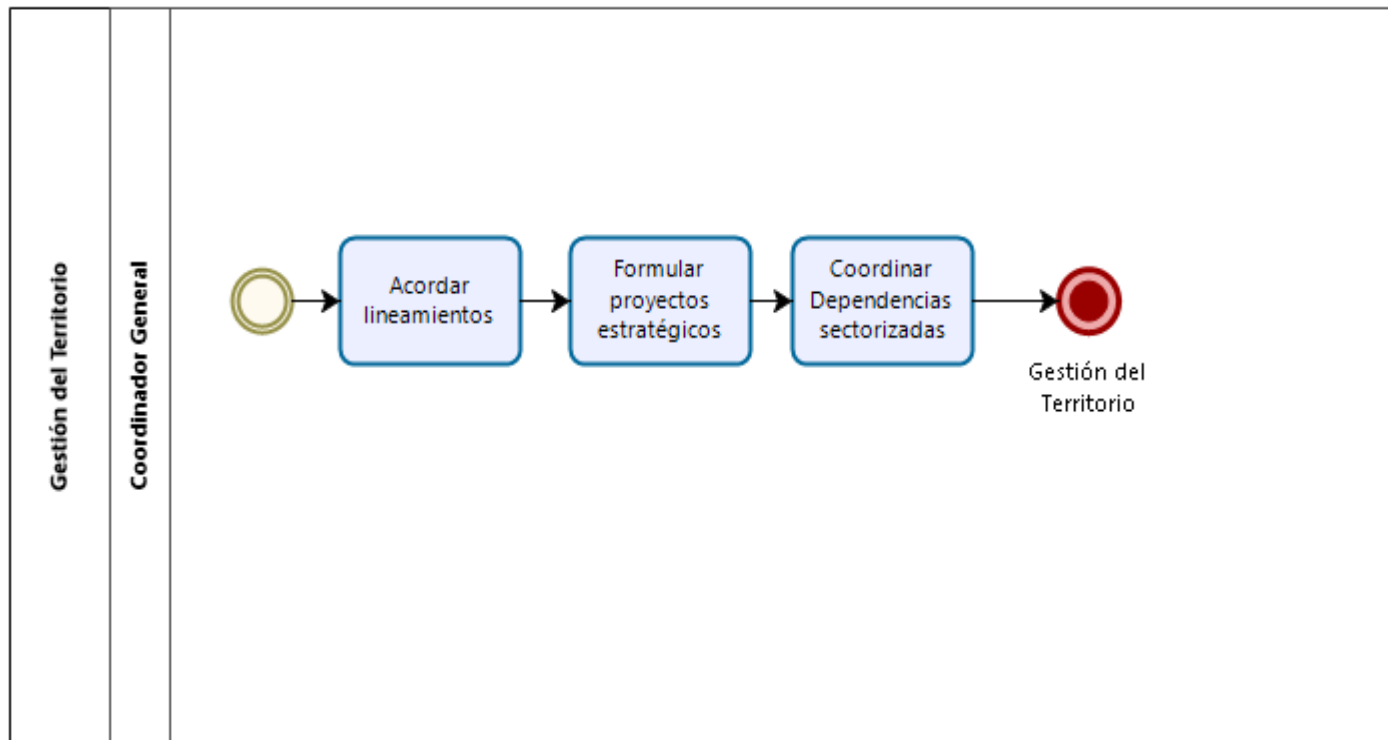 Gestión del Territorio
Coordinador General
Acordar
lineamientos
Formular
proyectos
estratégicos
Coordinar
Dependencias
sectorizadas
Gestión del
Territorio